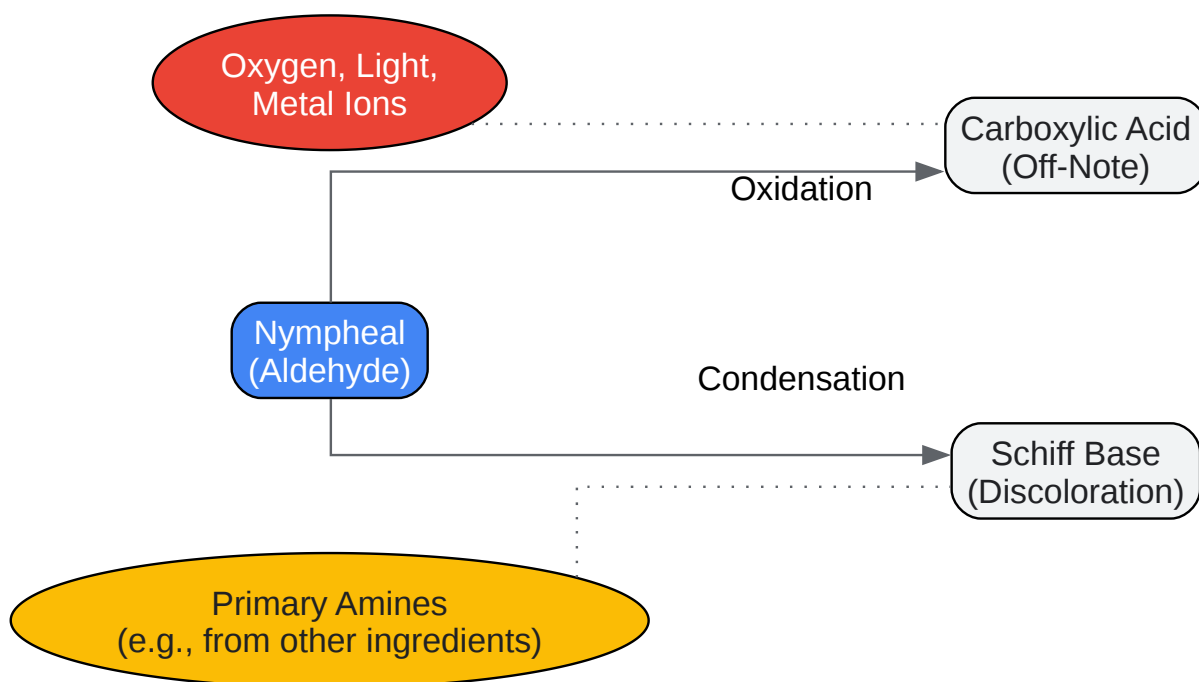 Oxygen, Light,
Metal Ions
Carboxylic Acid
(Off-Note)
Oxidation
Nympheal
(Aldehyde)
Condensation
Schiff Base
(Discoloration)
Primary Amines
(e.g., from other ingredients)